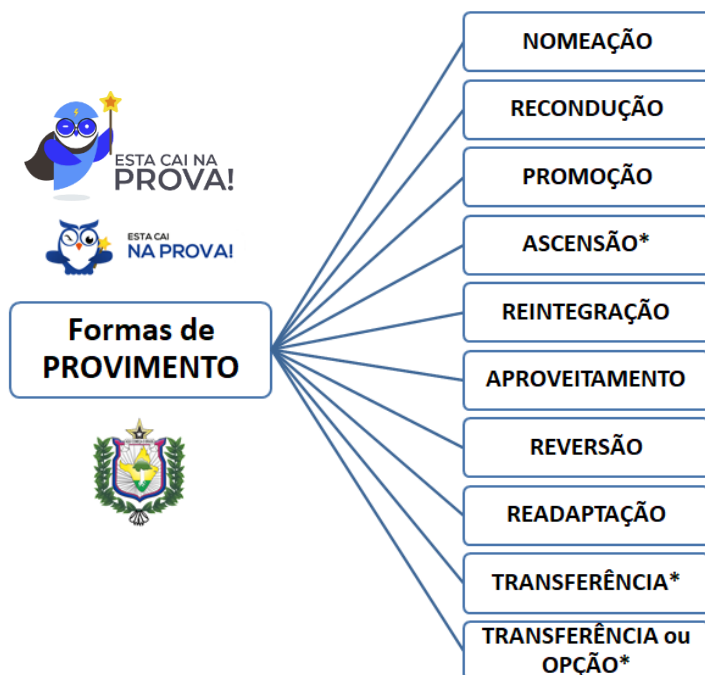 ESTA CAI NA
PROVA!
ESTA CAI
NA PROVA!
Formas de
PROVIMENTO
NOMEAÇÃO
RECONDUÇÃO
PROMOÇÃO
ASCENSÃO*
REINTEGRAÇÃO
APROVEITAMENTO
REVERSÃO
READAPTAÇÃO
TRANSFERÊNCIA*
TRANSFERÊNCIA ou
OPÇÃO*